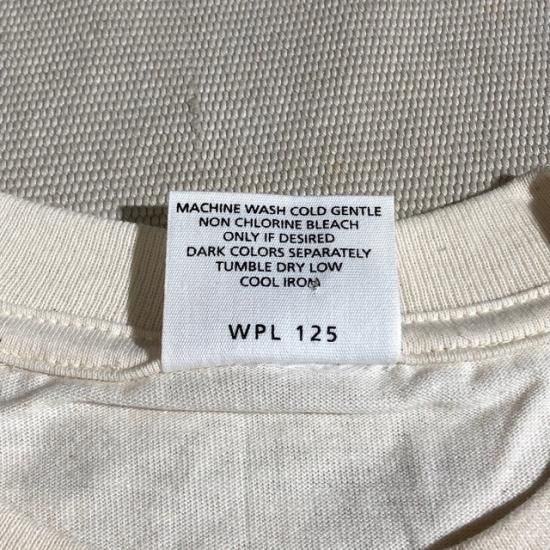 MACHINE WASH COLD GENTLE
NON CHLORINE BLEACH
ONLY IF DESIRED
DARK COLORS SEPARATELY
TUMBLE DRY LOW
COOL IRON
WPL 125